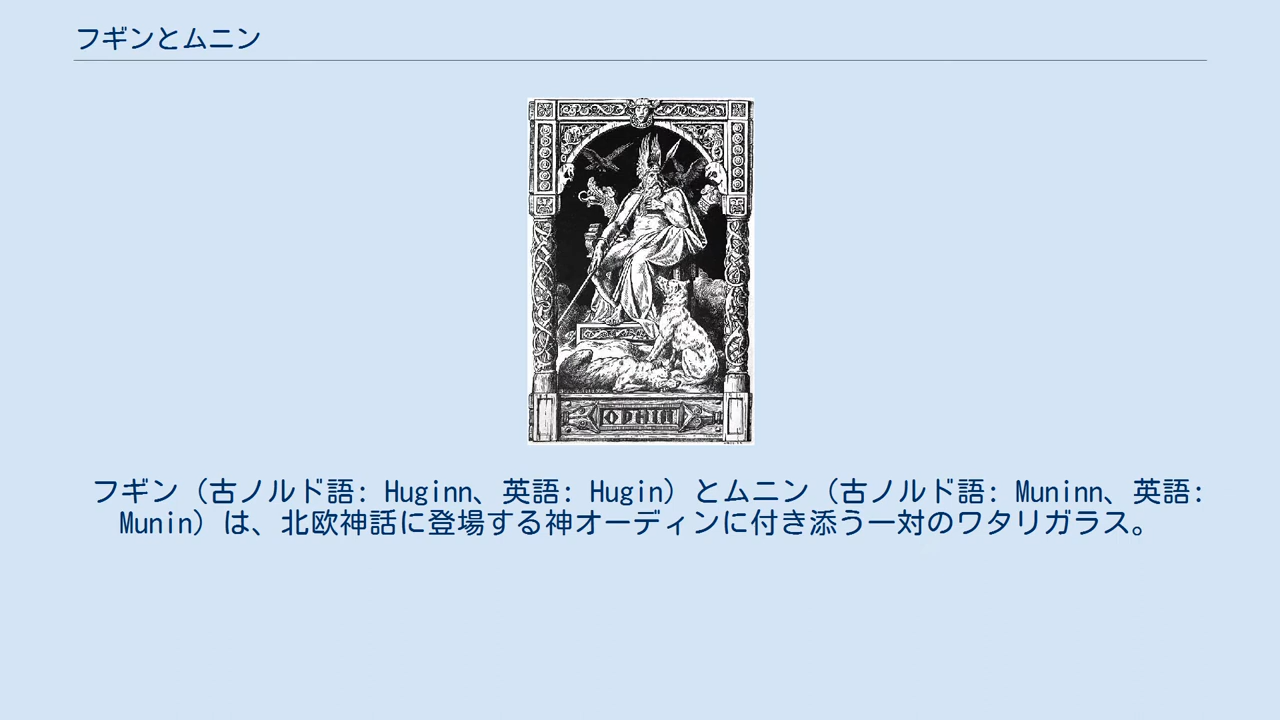 フギンとムニン
ODHIN
フギン（古ノルド語: Huginn、英語: Hugin）とムニン（古ノルド語: Muninn、英語:
Munin）は、北欧神話に登場する神オーディンに付き添う一対のワタリガラス。